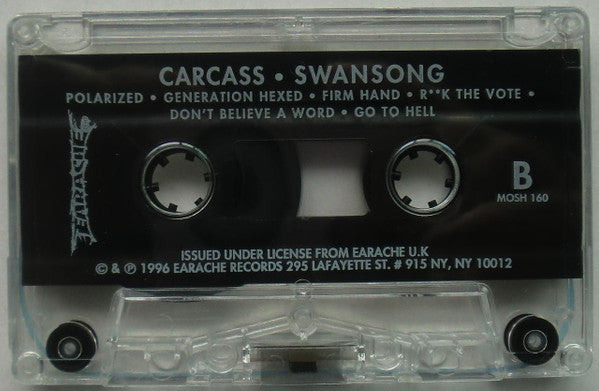 CARCASS • SWANSONG
POLARIZED • GENERATION HEXED • FIRM HAND • R**K THE VOTE •
DON'T BELIEVE A WORD • GO TO HELL
B
MOSH 160
ISSUED UNDER LICENSE FROM EARACHE U.K
© & ℗ 1996 EARACHE RECORDS 295 LAFAYETTE ST. # 915 NY, NY 10012